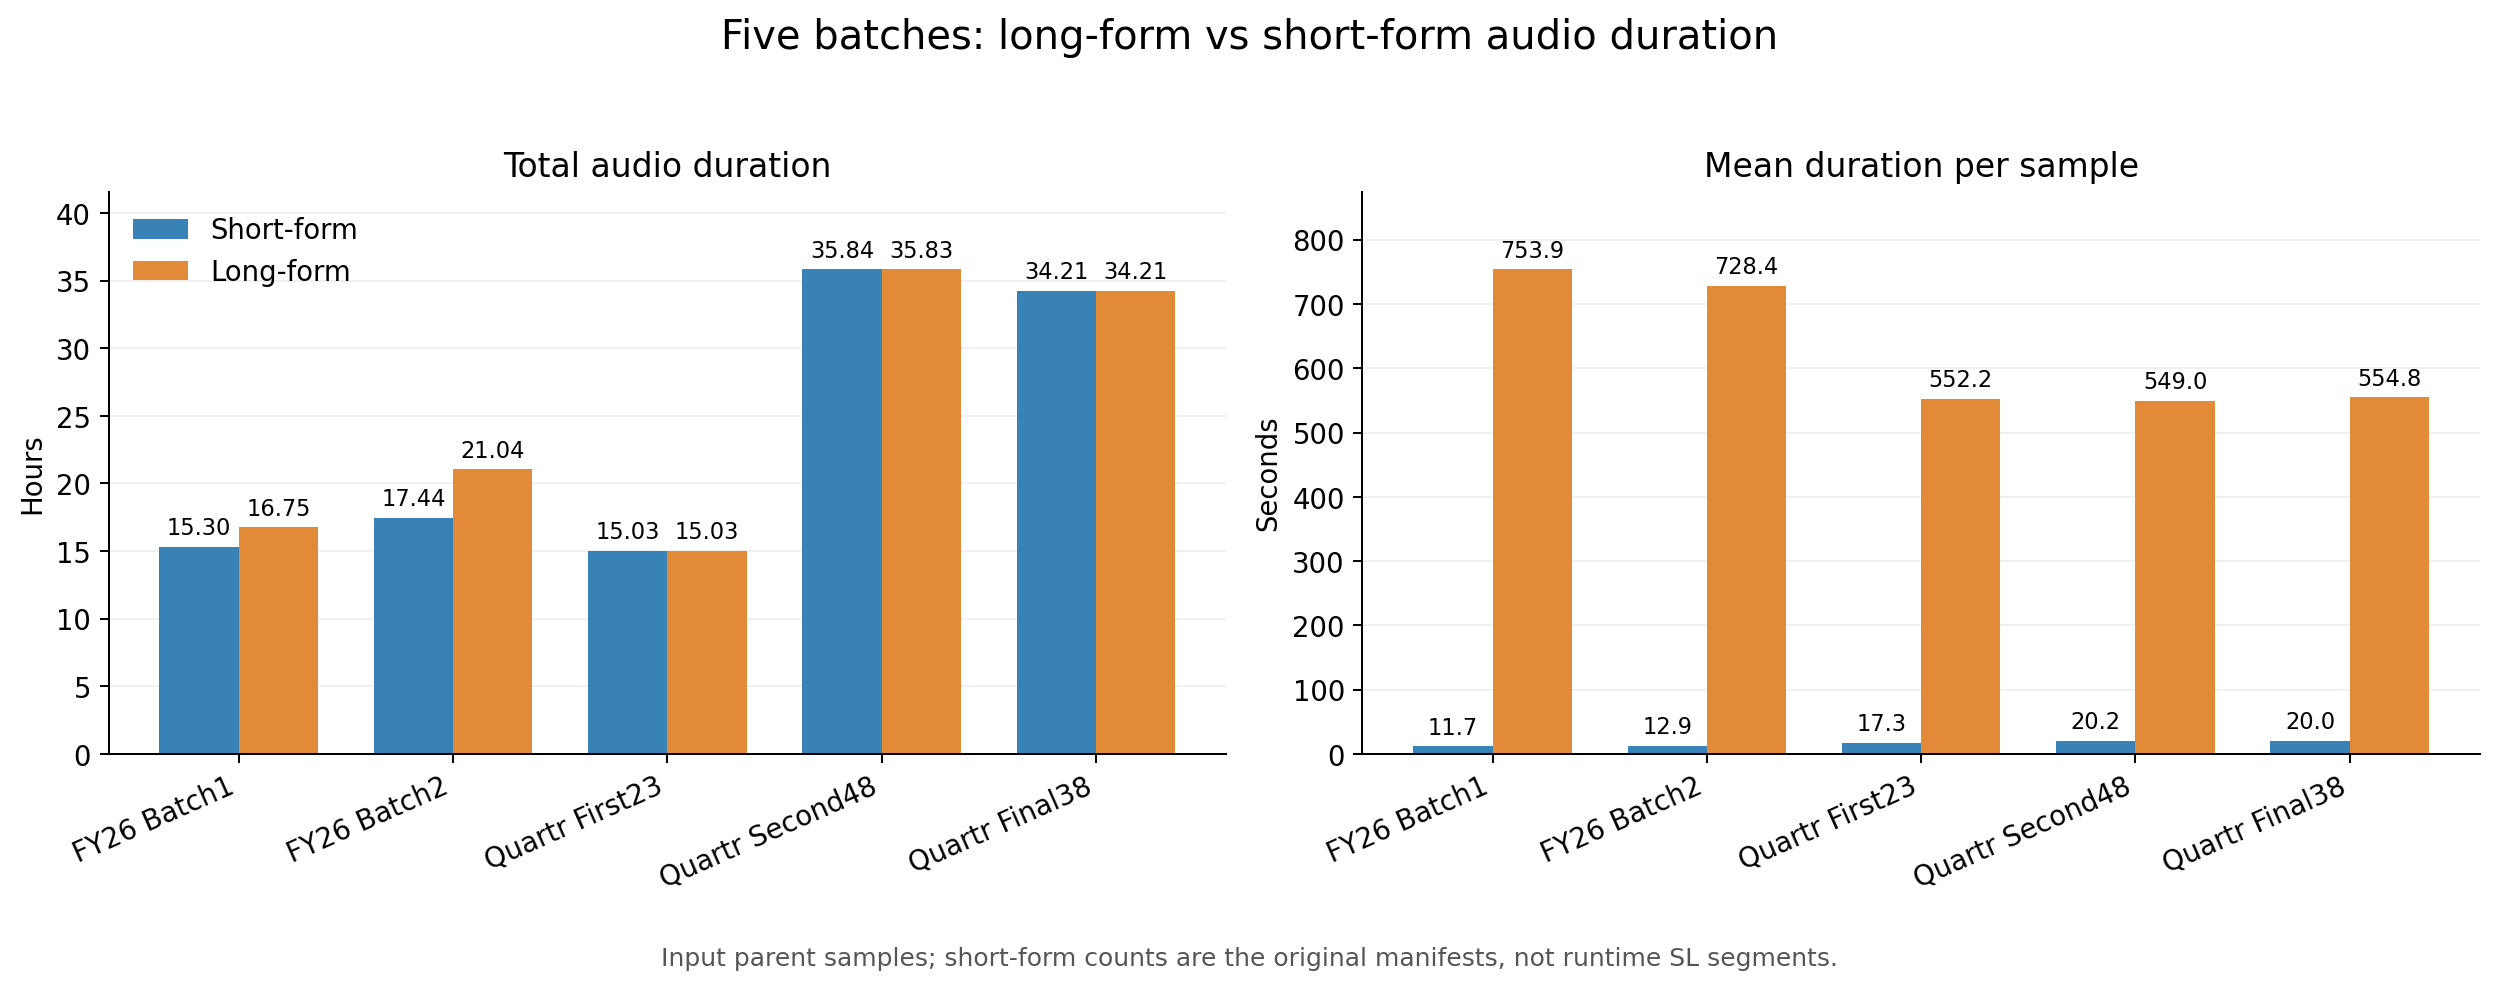 Five batches: long-form vs short-form audio duration
Total audio duration
Hours
40
35
30
25
20
15
10
5
0
Short-form
Long-form
15.30
16.75
17.44
21.04
15.03
15.03
35.84
35.83
34.21
34.21
FY26 Batch1
FY26 Batch2
Quartr First23
Quartr Second48
Quartr Final38
Mean duration per sample
Seconds
800
700
600
500
400
300
200
100
0
11.7
753.9
12.9
728.4
17.3
552.2
20.2
549.0
20.0
554.8
FY26 Batch1
FY26 Batch2
Quartr First23
Quartr Second48
Quartr Final38
Input parent samples; short-form counts are the original manifests, not runtime SL segments.